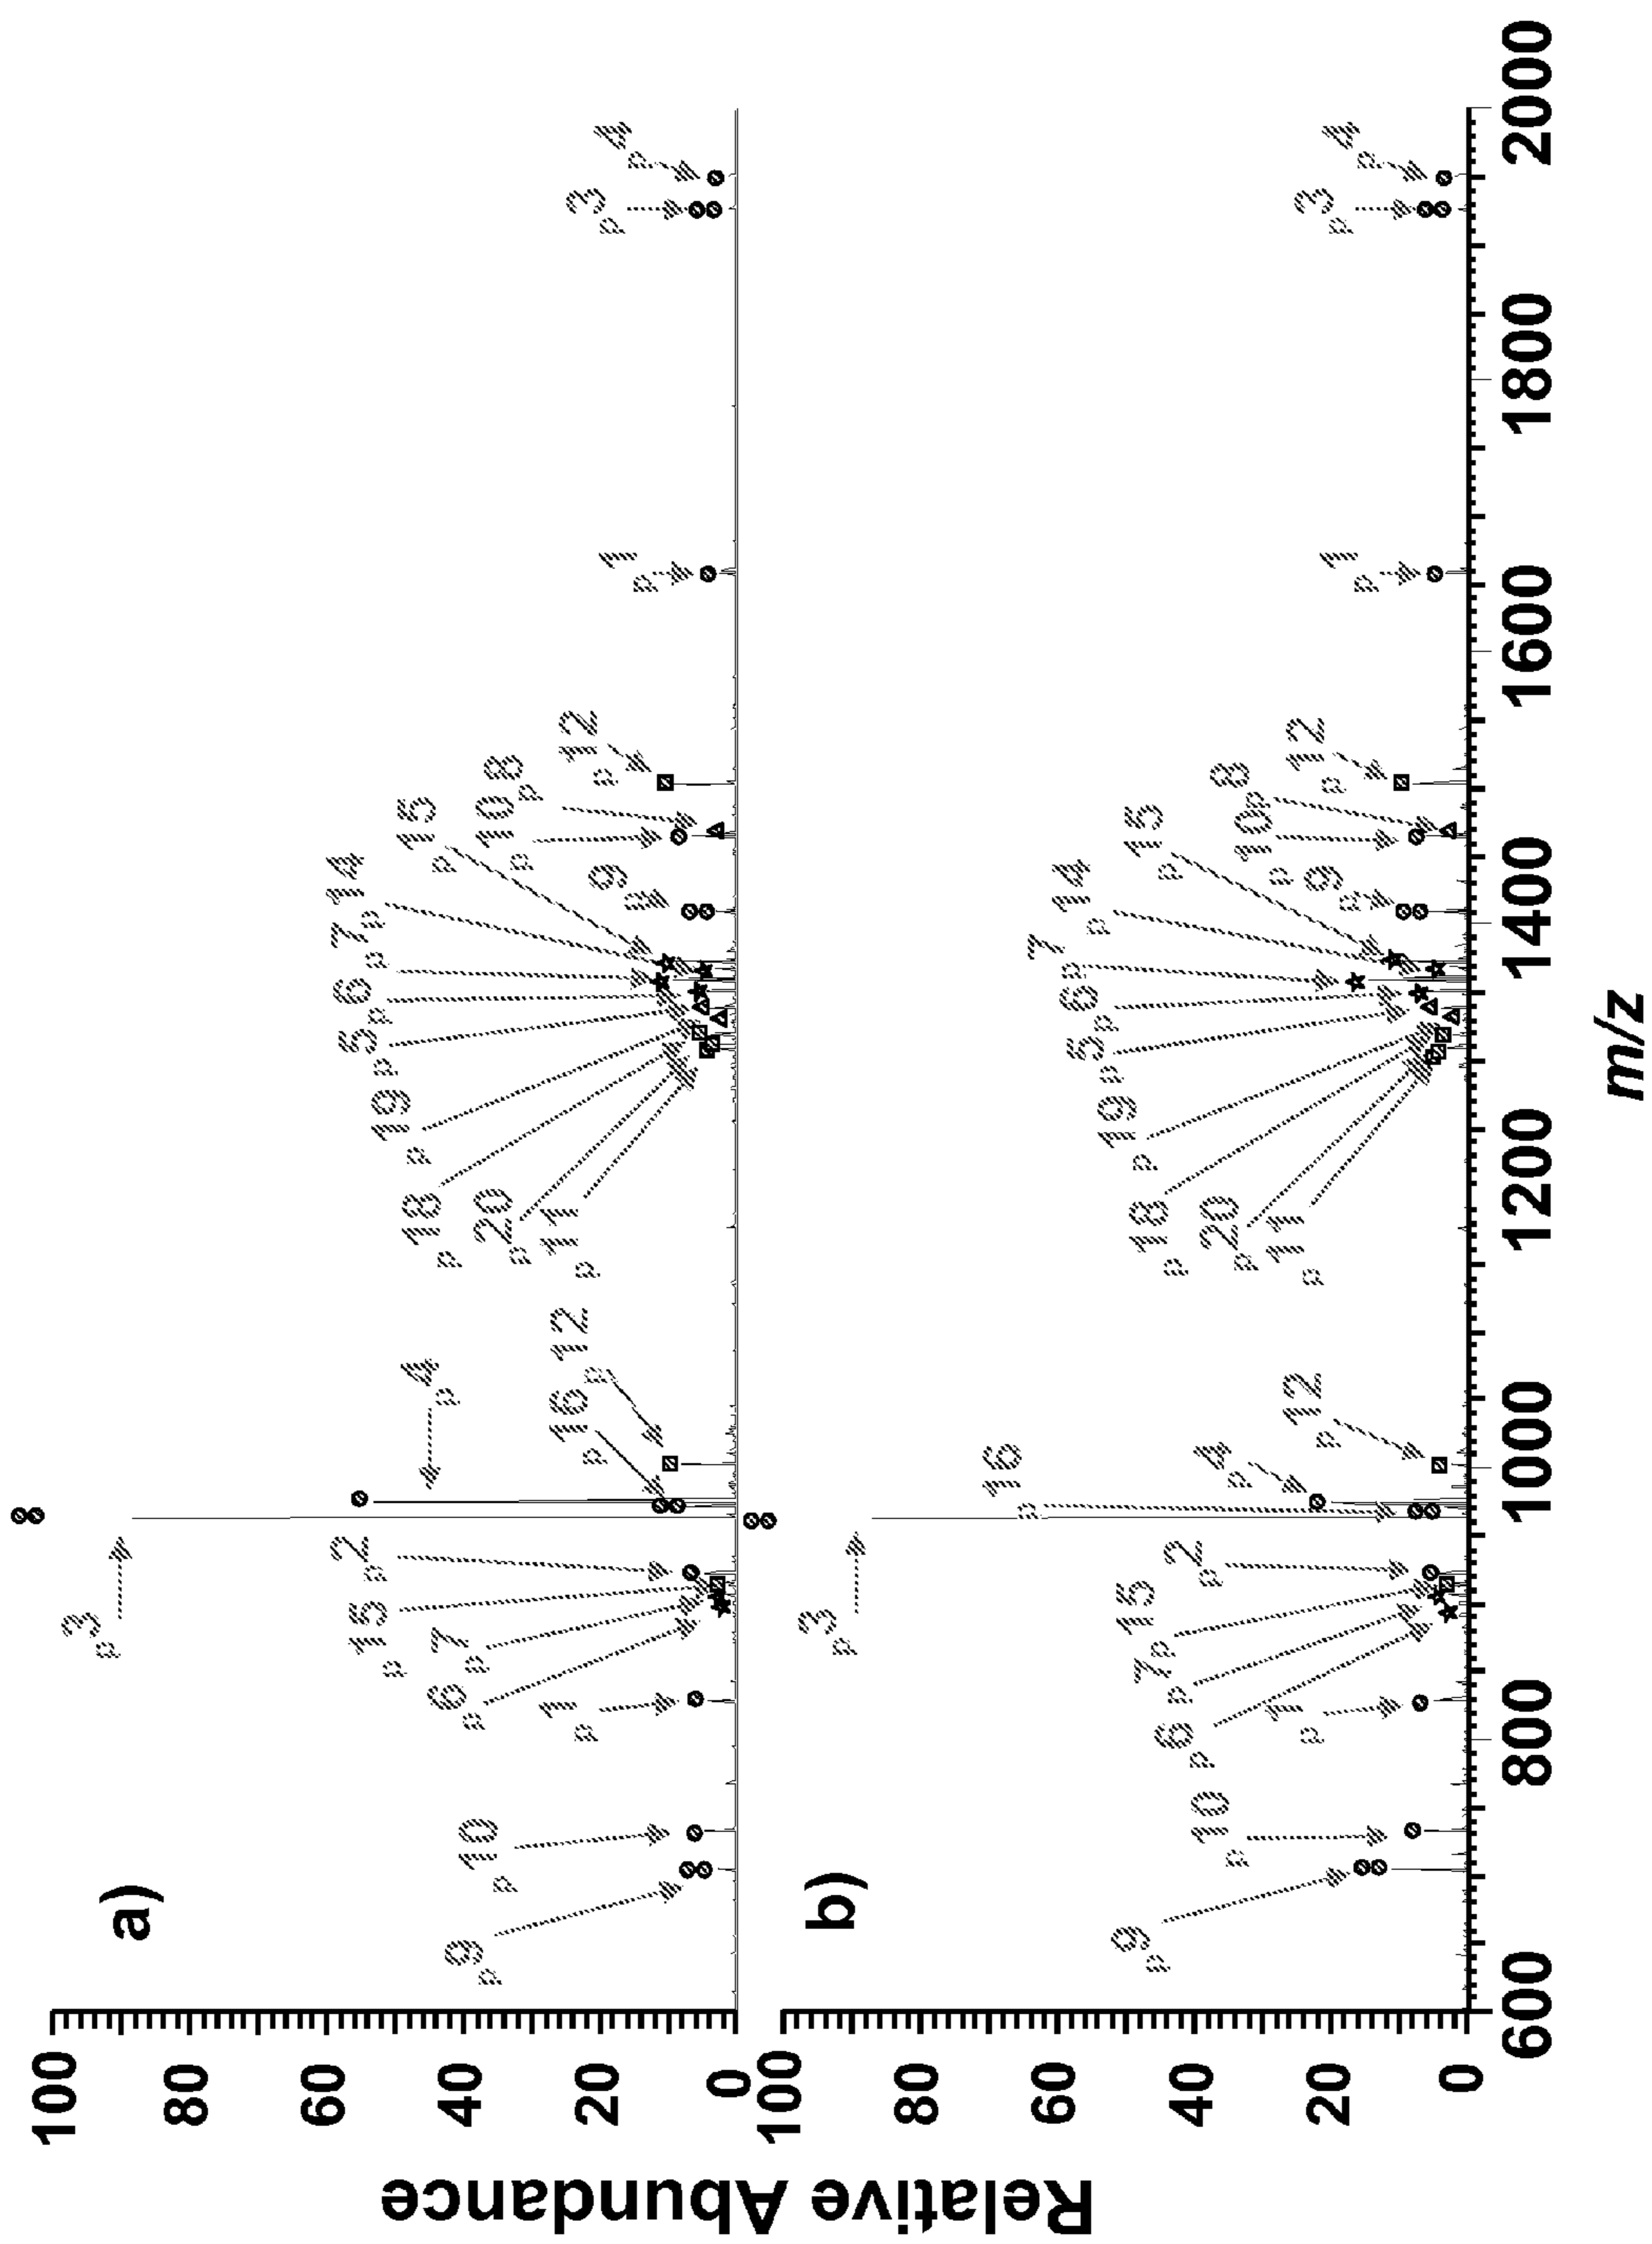 Relative Abundance
100
80
60
40
20
0
a)
p9
p10
p1
p6
p7
p15
p2
p3
p4
p16
p12
p11
p20
p18
p19
p5
p6
p7
p14
p15
p9
p10
p8
p12
p1
p3
p4
100
80
60
40
20
0
b)
p9
p10
p1
p6
p7
p15
p2
p3
p16
p4
p12
p11
p20
p18
p19
p5
p6
p7
p14
p15
p9
p10
p8
p12
p1
p3
p4
600
800
1000
1200
1400
1600
1800
2000
m/z